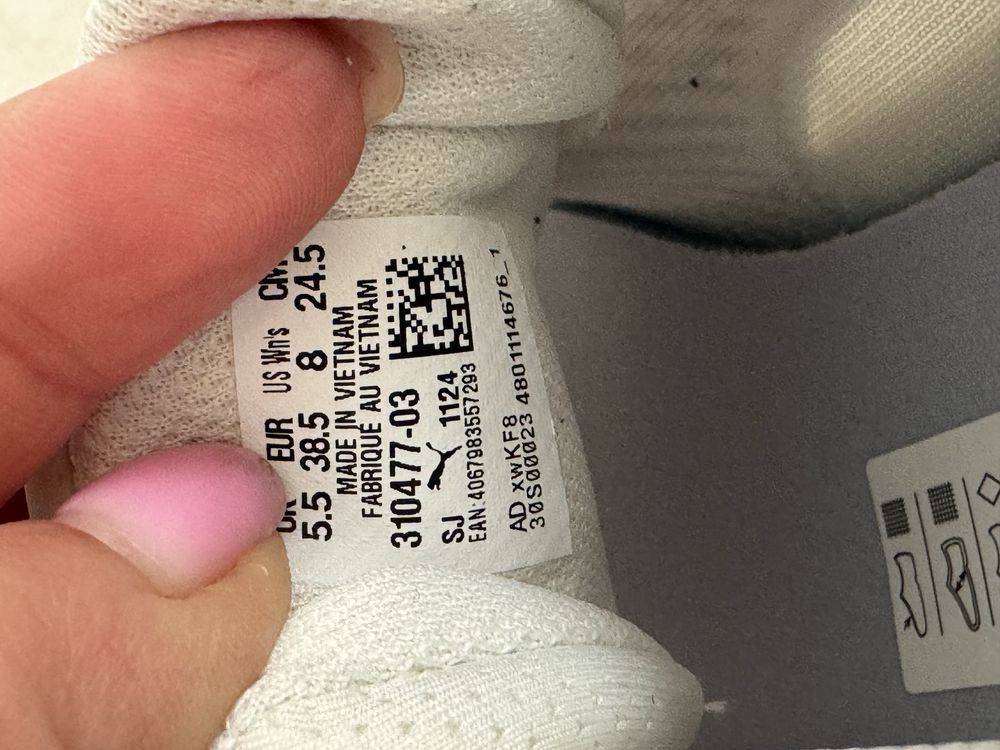 UK EUR US Wn's CM
5.5 38.5 8 24.5
MADE IN VIETNAM
FABRIQUÉ AU VIETNAM
310477-03
SJ 1124
EAN:4067983557293
AD xwKF8
30S00023 4801114676_1